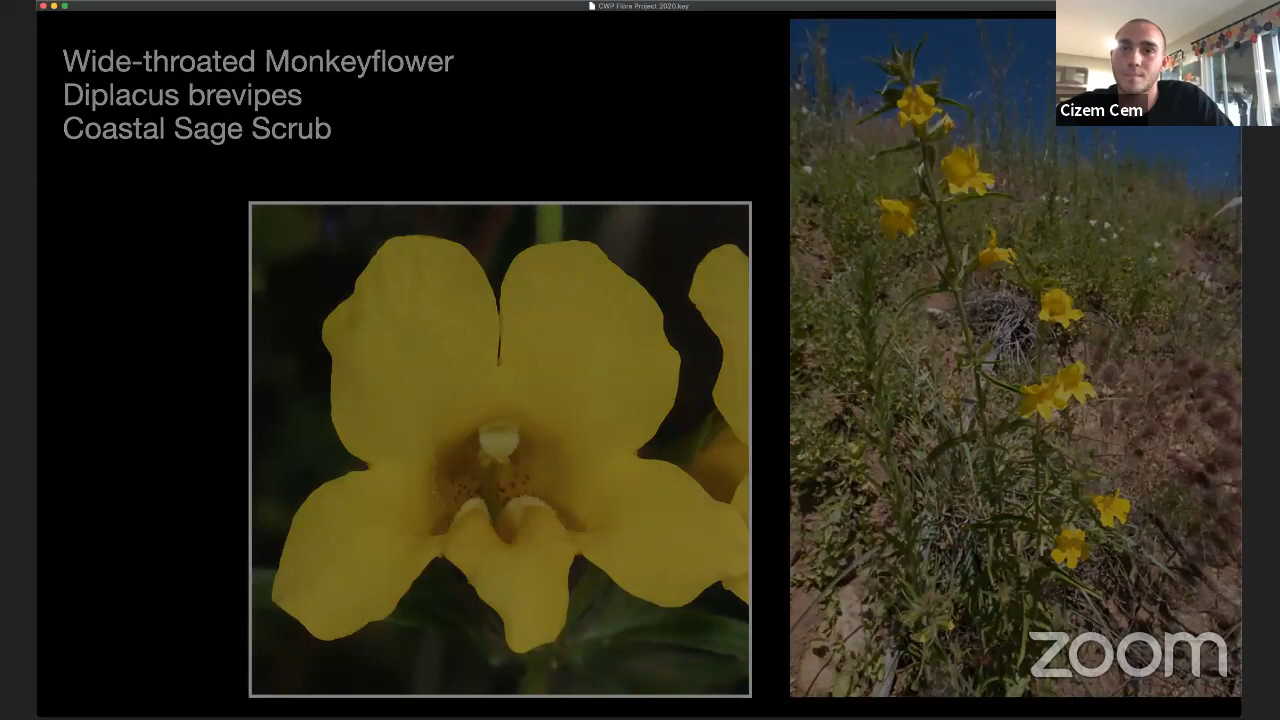 CWP Flora Project 2020.key
Wide-throated Monkeyflower
Diplacus brevipes
Coastal Sage Scrub
Cizem Cem
zoom